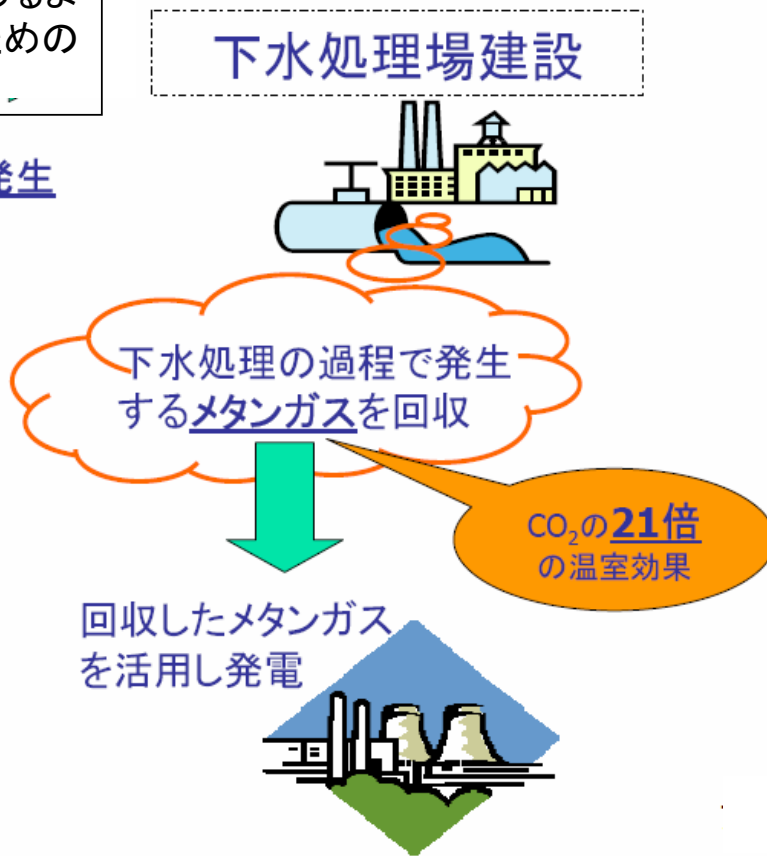 めの
発生
下水処理場建設
下水処理の過程で発生
するメタンガスを回収
CO₂の21倍
の温室効果
回収したメタンガス
を活用し発電